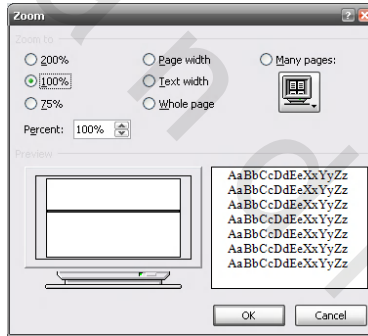 Zoom
Zoom to
200%
Page width
Many pages:
100%
Text width
75%
Whole page
Percent: 100%
Preview
AaBbCcDdEeXxYyZz
AaBbCcDdEeXxYyZz
AaBbCcDdEeXxYyZz
AaBbCcDdEeXxYyZz
AaBbCcDdEeXxYyZz
AaBbCcDdEeXxYyZz
AaBbCcDdEeXxYyZz
OK
Cancel